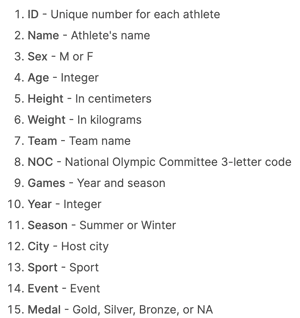 1. ID - Unique number for each athlete
2. Name - Athlete's name
3. Sex - M or F
4. Age - Integer
5. Height - In centimeters
6. Weight - In kilograms
7. Team - Team name
8. NOC - National Olympic Committee 3-letter code
9. Games - Year and season
10. Year - Integer
11. Season - Summer or Winter
12. City - Host city
13. Sport - Sport
14. Event - Event
15. Medal - Gold, Silver, Bronze, or NA